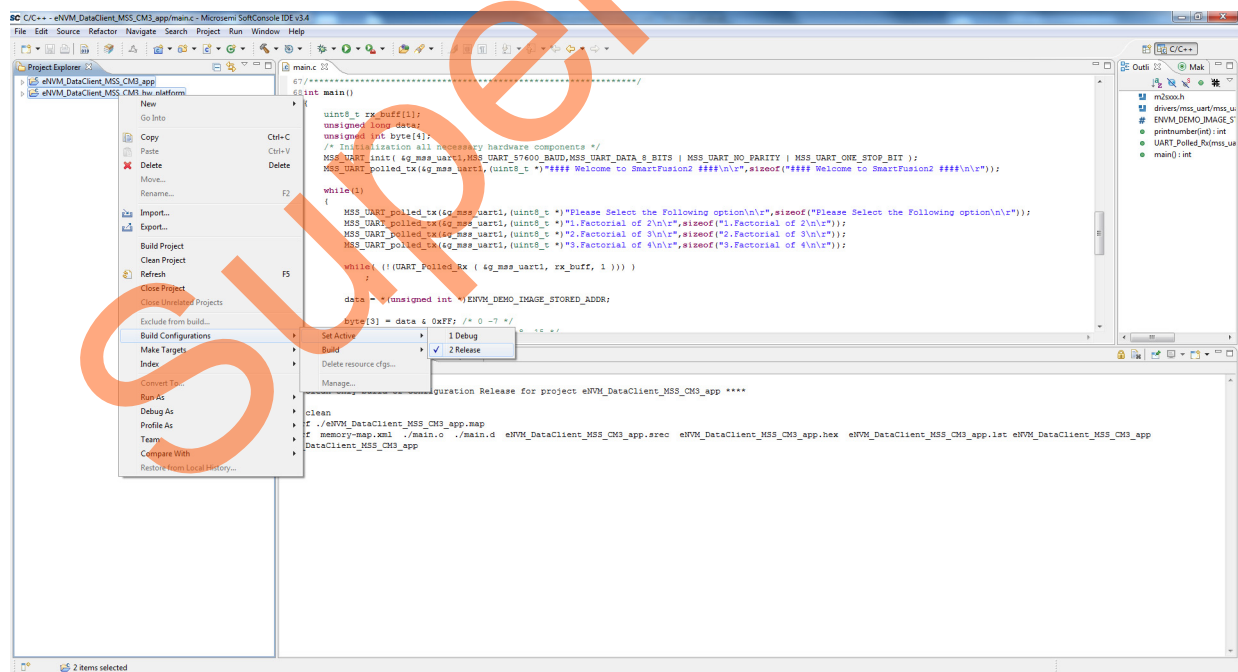 SC C/C++ - eNVM_DataClient_MSS_CM3_app/main.c - Microsemi SoftConsole IDE v3.4
File Edit Source Refactor Navigate Search Project Run Window Help
C/C++
Project Explorer
main.c
Outli
Mak
eNVM_DataClient_MSS_CM3_app
eNVM_DataClient_MSS_CM3_hw_platform
New
Go Into
Copy Ctrl+C
Paste Ctrl+V
Delete Delete
Move...
Rename... F2
Import...
Export...
Build Project
Clean Project
Refresh F5
Close Project
Close Unrelated Projects
Exclude from build...
Build Configurations
Make Targets
Index
Convert To...
Run As
Debug As
Profile As
Team
Compare With
Restore from Local History...
Set Active
Build
Delete resource cfgs...
Manage...
1 Debug
2 Release
67/***************************************************************/
68int main()
{
uint8_t rx_buff[1];
unsigned long data;
unsigned int byte[4];
/* Initialization all necessary hardware components */
MSS_UART_init( &g_mss_uart1,MSS_UART_57600_BAUD,MSS_UART_DATA_8_BITS | MSS_UART_NO_PARITY | MSS_UART_ONE_STOP_BIT );
MSS_UART_polled_tx(&g_mss_uart1,(uint8_t *)"#### Welcome to SmartFusion2 ####\n\r",sizeof("#### Welcome to SmartFusion2 ####\n\r"));
while(1)
{
MSS_UART_polled_tx(&g_mss_uart1,(uint8_t *)"Please Select the Following option\n\r",sizeof("Please Select the Following option\n\r"));
MSS_UART_polled_tx(&g_mss_uart1,(uint8_t *)"1.Factorial of 2\n\r",sizeof("1.Factorial of 2\n\r"));
MSS_UART_polled_tx(&g_mss_uart1,(uint8_t *)"2.Factorial of 3\n\r",sizeof("2.Factorial of 3\n\r"));
MSS_UART_polled_tx(&g_mss_uart1,(uint8_t *)"3.Factorial of 4\n\r",sizeof("3.Factorial of 4\n\r"));
while( (!(UART_Polled_Rx ( &g_mss_uart1, rx_buff, 1 ))) )
;
data = *(unsigned int *)ENVM_DEMO_IMAGE_STORED_ADDR;
byte[3] = data & 0xFF; /* 0 -7 */
m2sxxx.h
drivers/mss_uart/mss_u
ENVM_DEMO_IMAGE_S
printnumber(int) : int
UART_Polled_Rx(mss_ua
main() : int
Configuration Release for project eNVM_DataClient_MSS_CM3_app ****
clean
rf ./eNVM_DataClient_MSS_CM3_app.map
rf memory-map.xml ./main.o ./main.d eNVM_DataClient_MSS_CM3_app.srec eNVM_DataClient_MSS_CM3_app.hex eNVM_DataClient_MSS_CM3_app.lst eNVM_DataClient_MSS_CM3_app
DataClient_MSS_CM3_app
2 items selected
Super